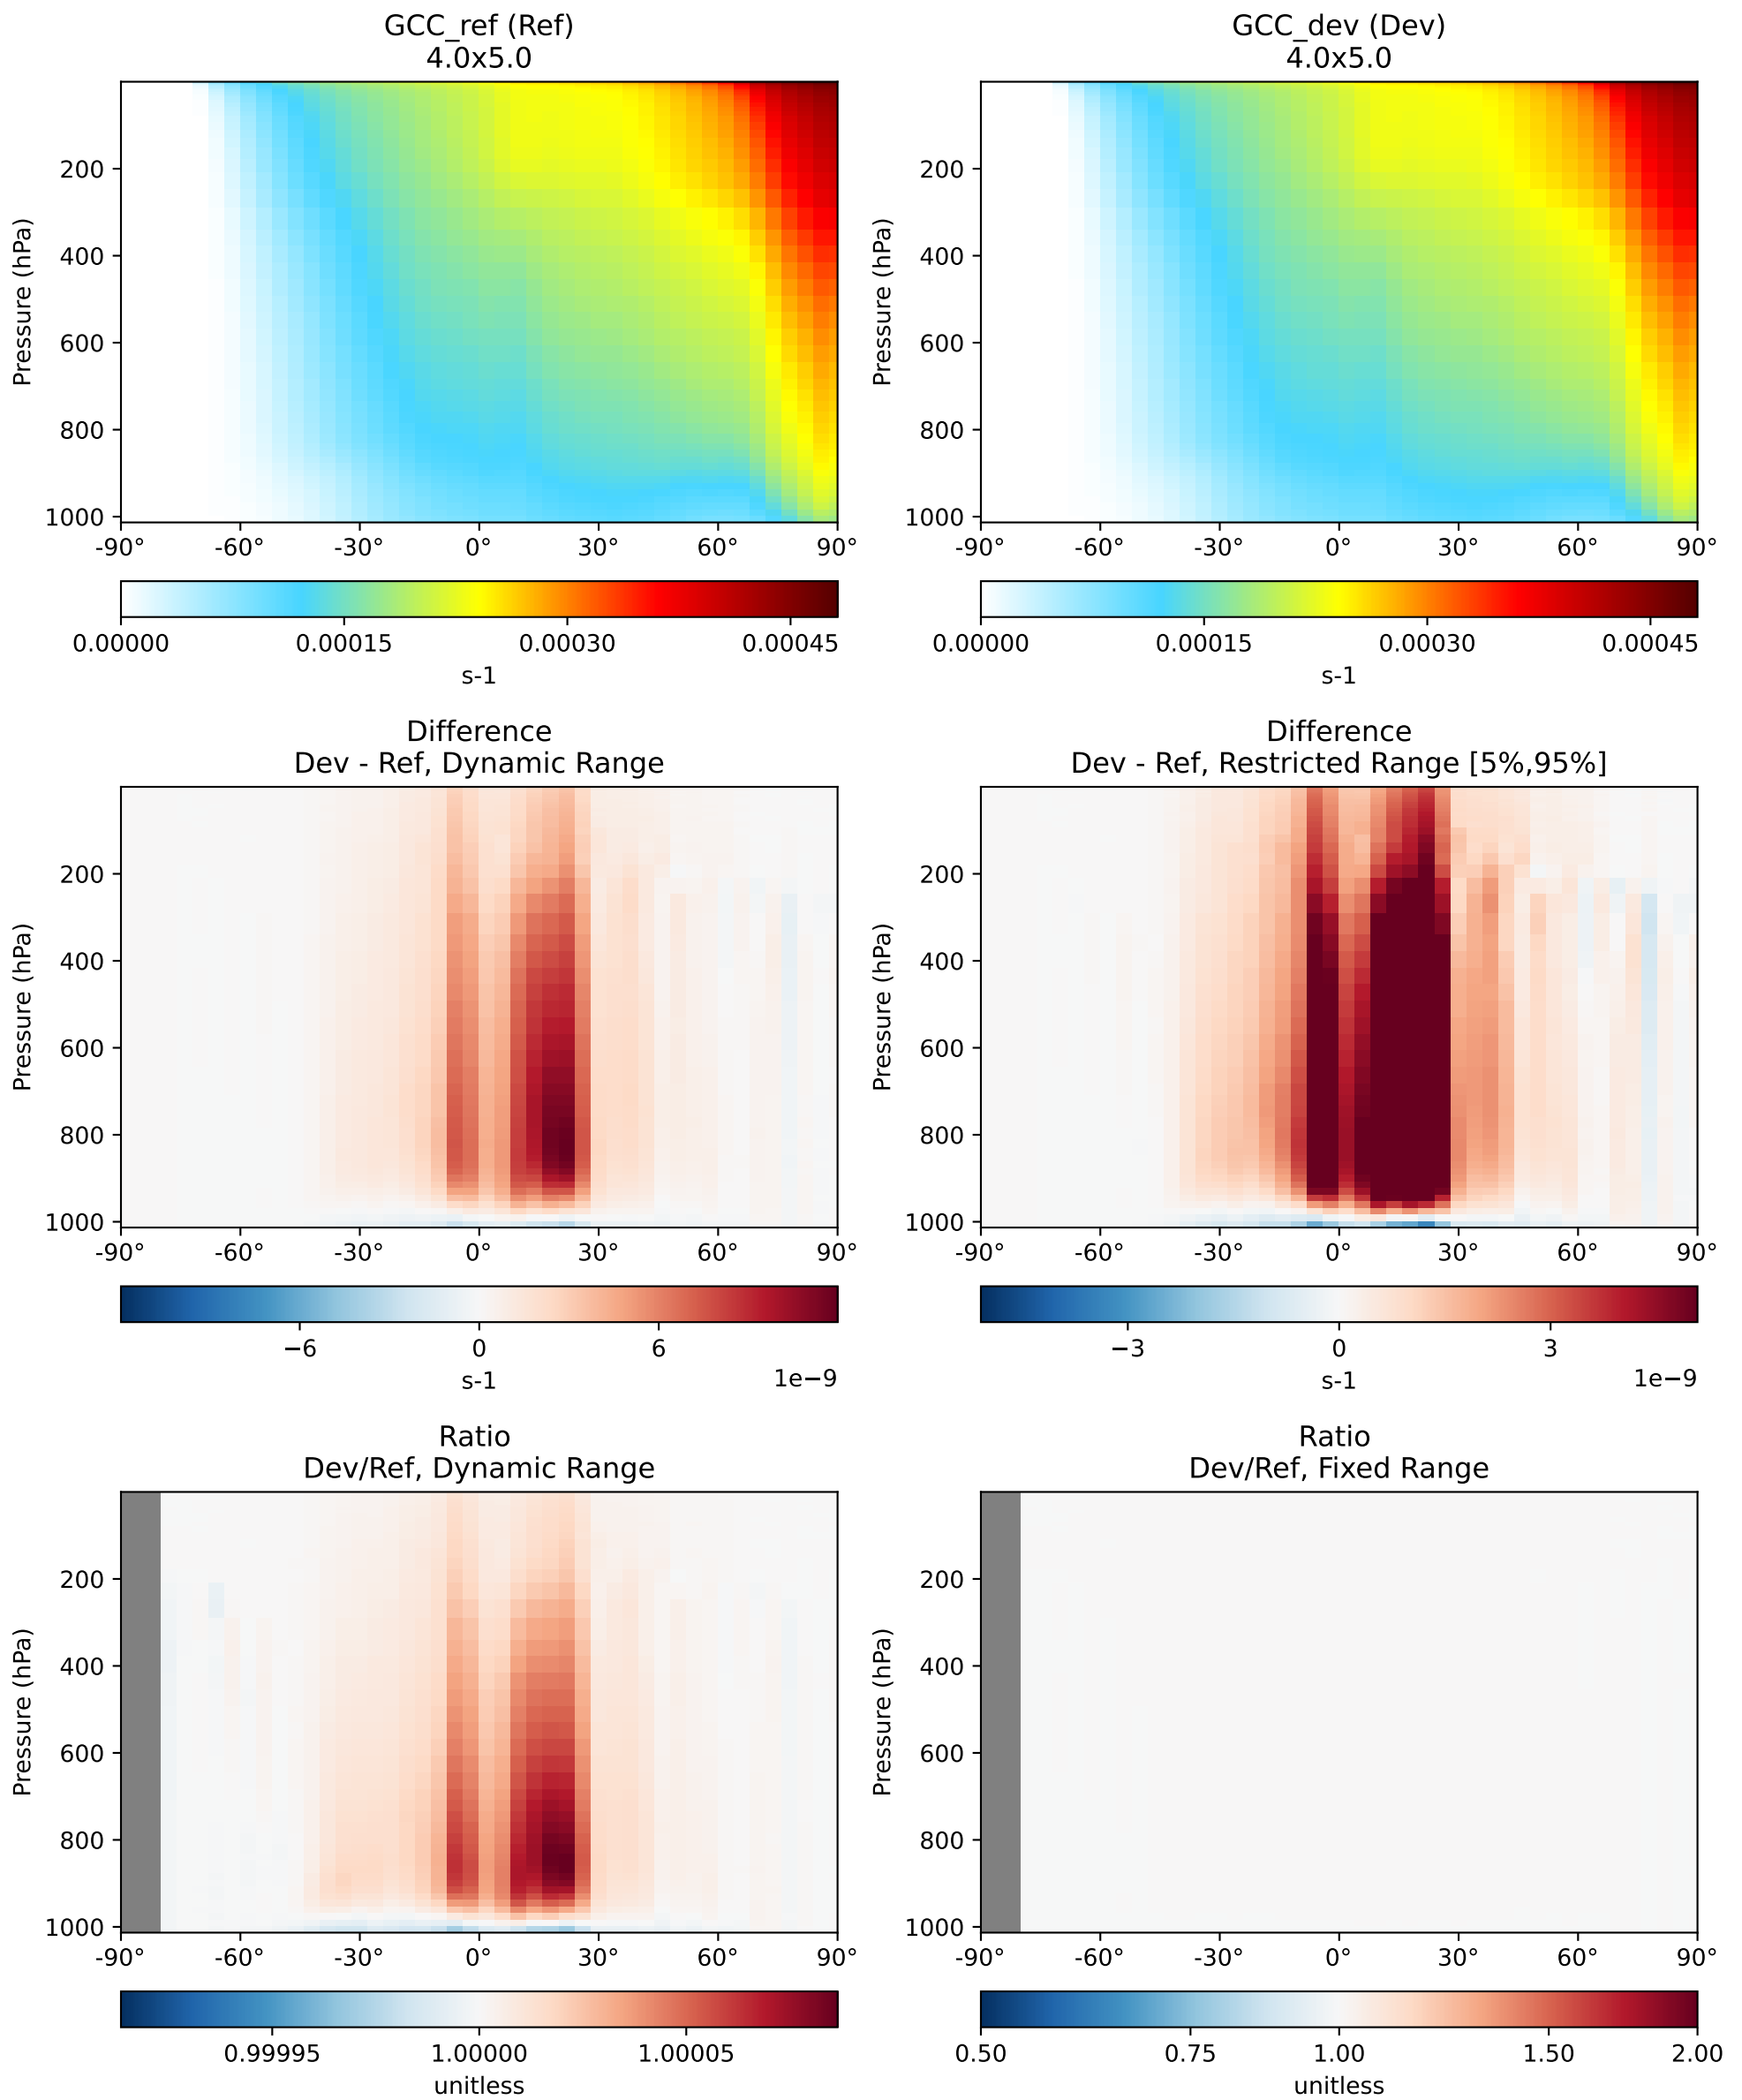 GCC_ref (Ref)
4.0x5.0
Pressure (hPa)
200
400
600
800
1000
-90° -60° -30° 0° 30° 60° 90°
0.00000 0.00015 0.00030 0.00045
s-1
GCC_dev (Dev)
4.0x5.0
Pressure (hPa)
200
400
600
800
1000
-90° -60° -30° 0° 30° 60° 90°
0.00000 0.00015 0.00030 0.00045
s-1
Difference
Dev - Ref, Dynamic Range
Pressure (hPa)
200
400
600
800
1000
-90° -60° -30° 0° 30° 60° 90°
−6 0 6
s-1 1e−9
Difference
Dev - Ref, Restricted Range [5%,95%]
Pressure (hPa)
200
400
600
800
1000
-90° -60° -30° 0° 30° 60° 90°
−3 0 3
s-1 1e−9
Ratio
Dev/Ref, Dynamic Range
Pressure (hPa)
200
400
600
800
1000
-90° -60° -30° 0° 30° 60° 90°
0.99995 1.00000 1.00005
unitless
Ratio
Dev/Ref, Fixed Range
Pressure (hPa)
200
400
600
800
1000
-90° -60° -30° 0° 30° 60° 90°
0.50 0.75 1.00 1.50 2.00
unitless